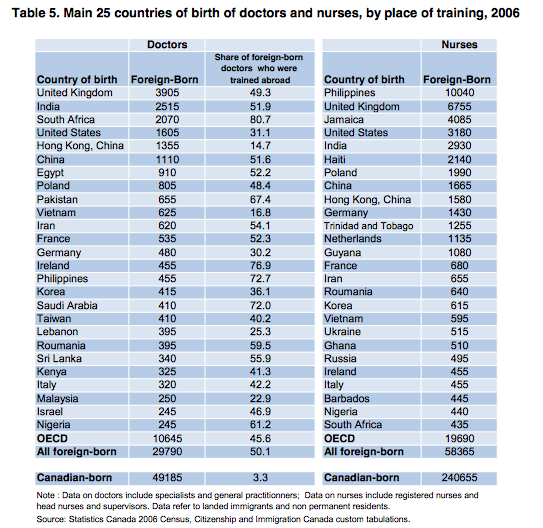 Table 5. Main 25 countries of birth of doctors and nurses, by place of training, 2006
Doctors Nurses
Country of birth Foreign-Born Share of foreign-born doctors who were trained abroad Country of birth Foreign-Born
United Kingdom 3905 49.3 Philippines 10040
India 2515 51.9 United Kingdom 6755
South Africa 2070 80.7 Jamaica 4085
United States 1605 31.1 United States 3180
Hong Kong, China 1355 14.7 India 2930
China 1110 51.6 Haiti 2140
Egypt 910 52.2 Poland 1990
Poland 805 48.4 China 1665
Pakistan 655 67.4 Hong Kong, China 1580
Vietnam 625 16.8 Germany 1430
Iran 620 54.1 Trinidad and Tobago 1255
France 535 52.3 Netherlands 1135
Germany 480 30.2 Guyana 1080
Ireland 455 76.9 France 680
Philippines 455 72.7 Iran 655
Korea 415 36.1 Roumania 640
Saudi Arabia 410 72.0 Korea 615
Taiwan 410 40.2 Vietnam 595
Lebanon 395 25.3 Ukraine 515
Roumania 395 59.5 Ghana 510
Sri Lanka 340 55.9 Russia 495
Kenya 325 41.3 Ireland 455
Italy 320 42.2 Italy 455
Malaysia 250 22.9 Barbados 445
Israel 245 46.9 Nigeria 440
Nigeria 245 61.2 South Africa 435
OECD 10645 45.6 OECD 19690
All foreign-born 29790 50.1 All foreign-born 58365
Canadian-born 49185 3.3 Canadian-born 240655
Note : Data on doctors include specialists and general practitionners; Data on nurses include registered nurses and
head nurses and supervisors. Data refer to landed immigrants and non permanent residents.
Source: Statistics Canada 2006 Census, Citizenship and Immigration Canada custom tabulations.